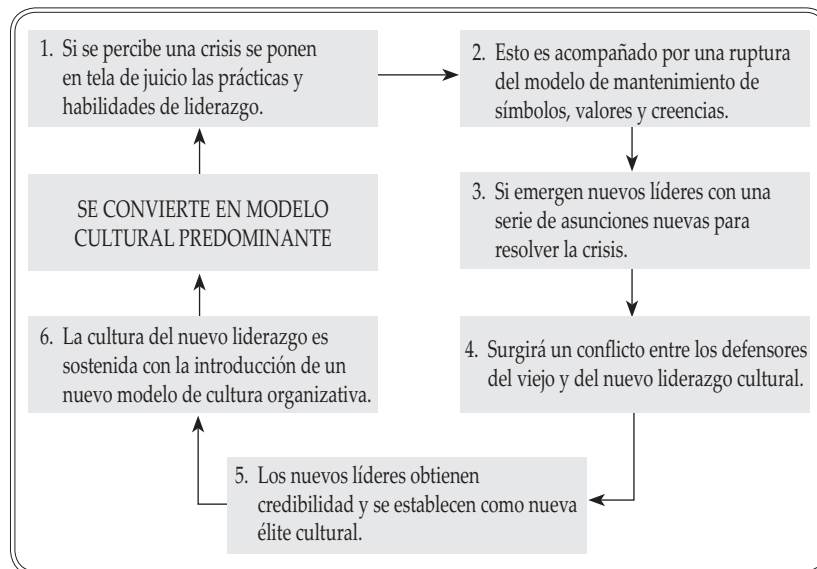 1. Si se percibe una crisis se ponen
en tela de juicio las prácticas y
habilidades de liderazgo.
2. Esto es acompañado por una ruptura
del modelo de mantenimiento de
símbolos, valores y creencias.
SE CONVIERTE EN MODELO
CULTURAL PREDOMINANTE
3. Si emergen nuevos líderes con una
serie de asunciones nuevas para
resolver la crisis.
6. La cultura del nuevo liderazgo es
sostenida con la introducción de un
nuevo modelo de cultura organizativa.
4. Surgirá un conflicto entre los defensores
del viejo y del nuevo liderazgo cultural.
5. Los nuevos líderes obtienen
credibilidad y se establecen como nueva
élite cultural.